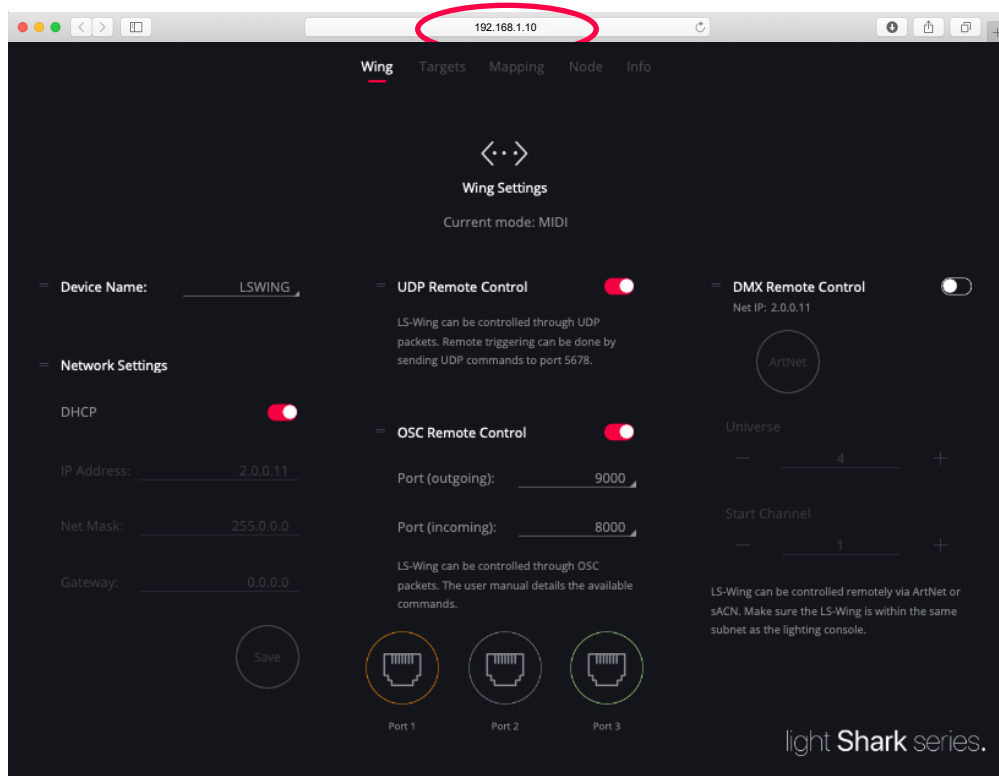 192.168.1.10
Wing Targets Mapping Node Info
Wing Settings
Current mode: MIDI
Device Name: LSWING
Network Settings
DHCP
IP Address: 2.0.0.11
Net Mask: 255.0.0.0
Gateway: 0.0.0.0
Save
UDP Remote Control
LS-Wing can be controlled through UDP
packets. Remote triggering can be done by
sending UDP commands to port 5678.
OSC Remote Control
Port (outgoing): 9000
Port (incoming): 8000
LS-Wing can be controlled through OSC
packets. The user manual details the available
commands.
Port 1 Port 2 Port 3
DMX Remote Control
Net IP: 2.0.0.11
ArtNet
Universe
— 4 +
Start Channel
— 1 +
LS-Wing can be controlled remotely via ArtNet or
sACN. Make sure the LS-Wing is within the same
subnet as the lighting console.
light Shark series.